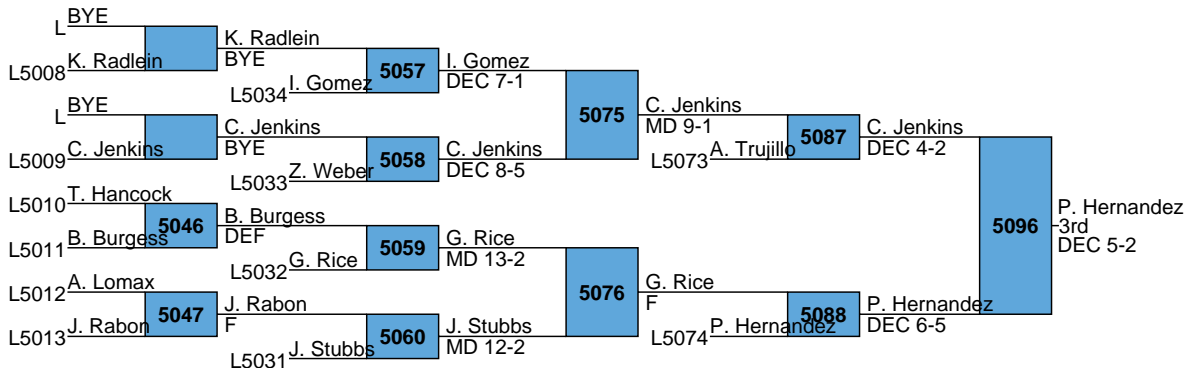 BYE
L
K. Radlein
L5008
K. Radlein
BYE
I. Gomez
L5034
5057
I. Gomez
DEC 7-1
BYE
L
C. Jenkins
L5009
C. Jenkins
BYE
Z. Weber
L5033
5058
C. Jenkins
DEC 8-5
5075
C. Jenkins
MD 9-1
A. Trujillo
L5073
5087
C. Jenkins
DEC 4-2
T. Hancock
L5010
5046
B. Burgess
L5011
B. Burgess
DEF
G. Rice
L5032
5059
G. Rice
MD 13-2
A. Lomax
L5012
5047
J. Rabon
L5013
J. Rabon
F
J. Stubbs
L5031
5060
J. Stubbs
MD 12-2
5076
G. Rice
F
P. Hernandez
L5074
5088
P. Hernandez
DEC 6-5
5096
P. Hernandez
3rd
DEC 5-2